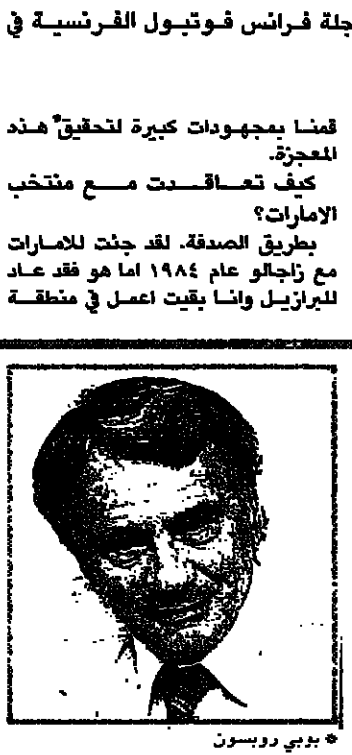 جلة فرانس فوتبول الفرنسية في
قمنا بمجهودات كبيرة لتحقيق هذه
المعجزة.
كيف تعاقدت مع منتخب
الامارات؟
بطريق الصدفة. لقد جئت للامارات
مع زاجالو عام ١٩٨٤ اما هو فقد عاد
للبرازيل وانا بقيت اعمل في منطقة
* بوبي روبسون